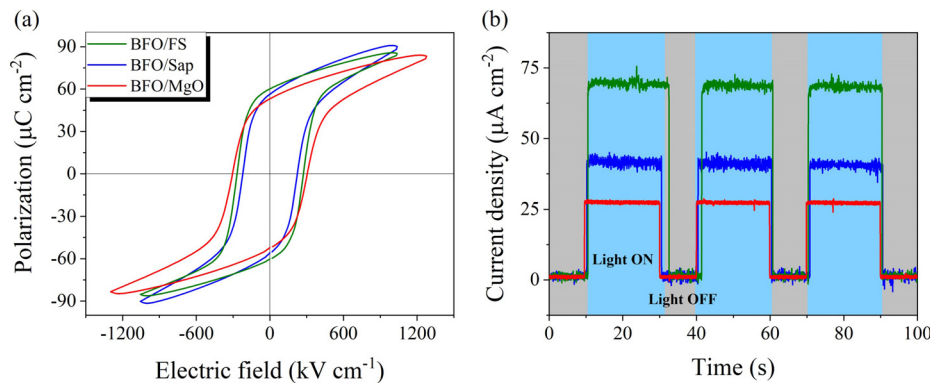 (a)
BFO/FS
BFO/Sap
BFO/MgO
90
60
30
0
-30
-60
-90
-1200 -600 0 600 1200
Polarization (μC cm-2)
Electric field (kV cm-1)
(b)
75
50
25
0
0 20 40 60 80 100
Current density (μA cm-2)
Time (s)
Light ON
Light OFF